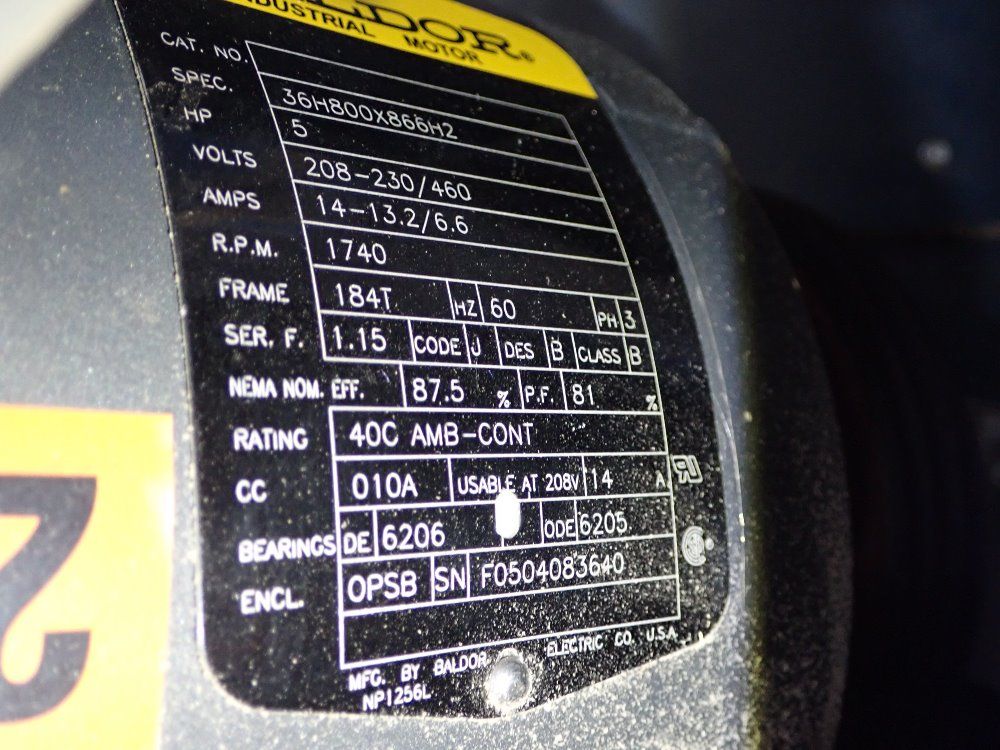 BALDOR®
INDUSTRIAL MOTOR
CAT. NO.
SPEC. 36H800X866H2
HP 5
VOLTS 208-230/460
AMPS 14-13.2/6.6
R.P.M. 1740
FRAME 184T HZ 60 PH 3
SER. F. 1.15 CODE J DES B CLASS B
NEMA NOM. EFF. 87.5 % P.F. 81 %
RATING 40C AMB-CONT
CC 010A USABLE AT 208V 14 A
BEARINGS DE 6206 ODE 6205
ENCL. OPSB SN F0504083640
MFG. BY BALDOR ELECTRIC CO. U.S.A.
NP1256L
2